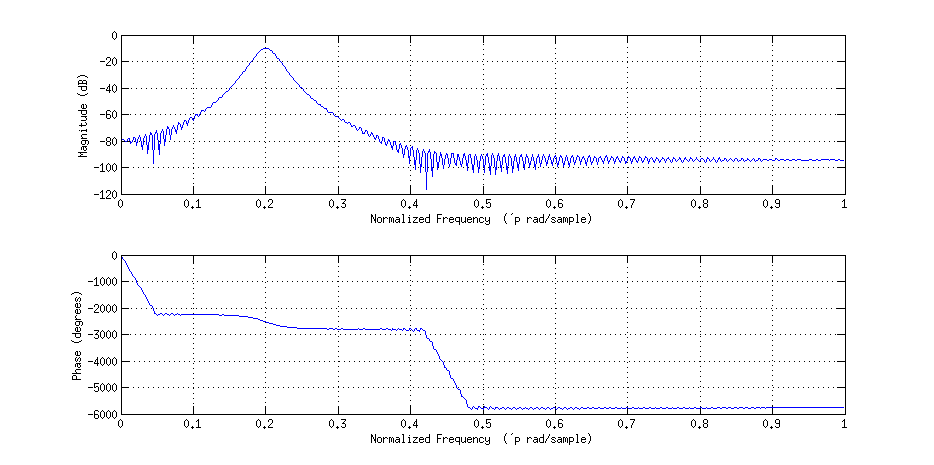 0
-20
-40
-60
-80
-100
-120
Magnitude (dB)
0 0.1 0.2 0.3 0.4 0.5 0.6 0.7 0.8 0.9 1
Normalized Frequency (´p rad/sample)
0
-1000
-2000
-3000
-4000
-5000
-6000
Phase (degrees)
0 0.1 0.2 0.3 0.4 0.5 0.6 0.7 0.8 0.9 1
Normalized Frequency (´p rad/sample)